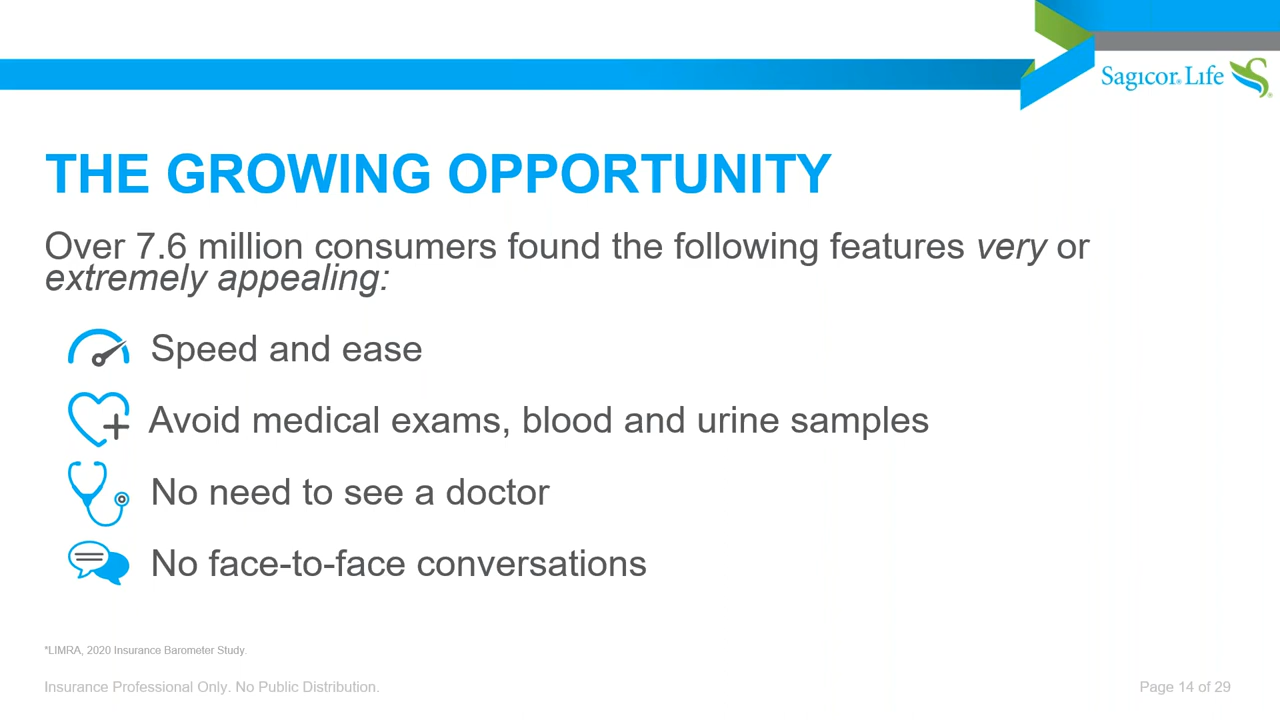 Sagicor® Life
THE GROWING OPPORTUNITY
Over 7.6 million consumers found the following features very or
extremely appealing:
Speed and ease
Avoid medical exams, blood and urine samples
No need to see a doctor
No face-to-face conversations
*LIMRA, 2020 Insurance Barometer Study.
Insurance Professional Only. No Public Distribution.
Page 14 of 29